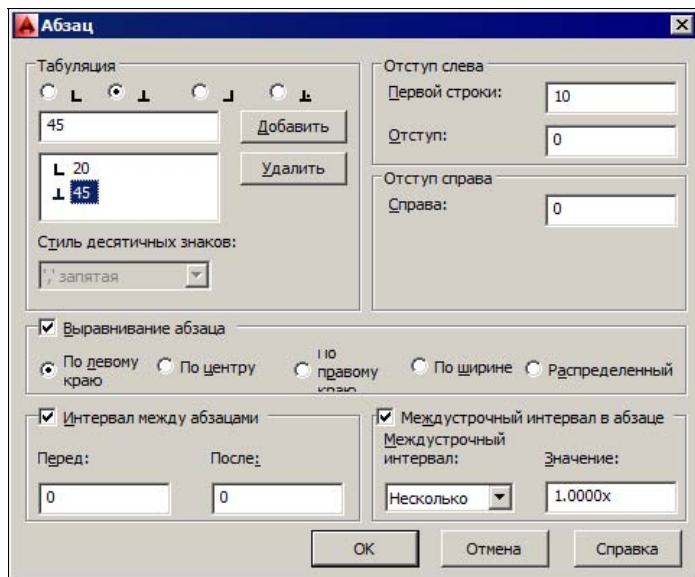 Абзац
Табуляция
45
Добавить
20
45
Удалить
Стиль десятичных знаков:
',' запятая
Отступ слева
Первой строки:
10
Отступ:
0
Отступ справа
Справа:
0
Выравнивание абзаца
По левому
краю
По центру
По
правому
краю
По ширине
Распределенный
Интервал между абзацами
Перед:
После:
0
0
Междустрочный интервал в абзаце
Междустрочный
интервал:
Значение:
Несколько
1.0000x
OK
Отмена
Справка